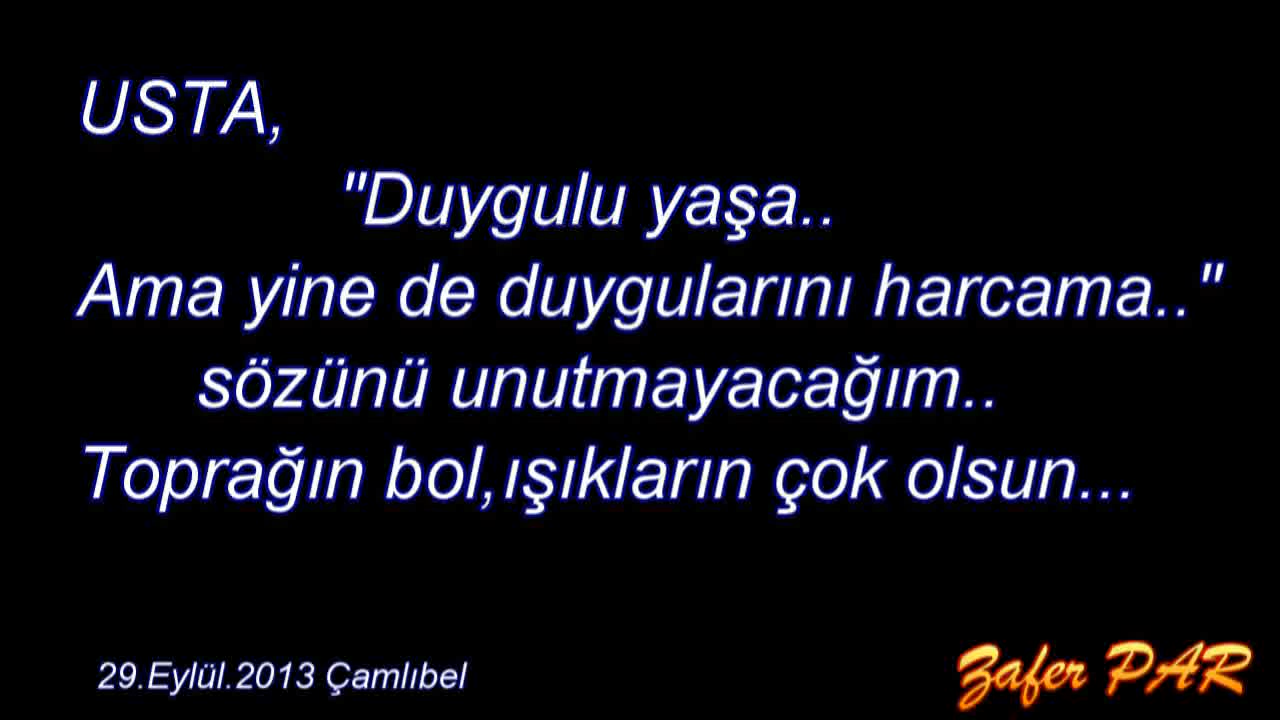 USTA,
"Duygulu yaşa..
Ama yine de duygularını harcama.."
sözünü unutmayacağım..
Toprağın bol,ışıkların çok olsun...
29.Eylül.2013 Çamlıbel
Zafer PAR